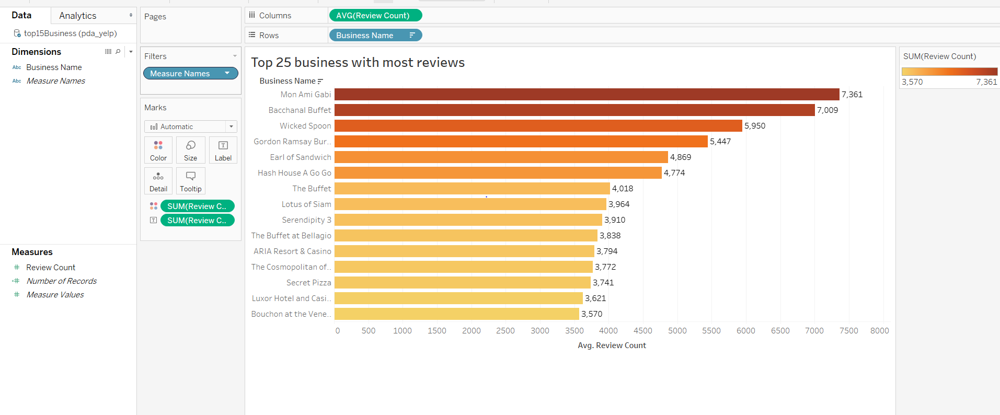 Data
Analytics
top15Business (pda_yelp)
Dimensions
Abc Business Name
Abc Measure Names
Measures
Review Count
Number of Records
Measure Values
Pages
Filters
Measure Names
Marks
Automatic
Color Size Label
Detail Tooltip
SUM(Review C..
SUM(Review C..
Columns AVG(Review Count)
Rows Business Name
Top 25 business with most reviews
Business Name
Mon Ami Gabi 7,361
Bacchanal Buffet 7,009
Wicked Spoon 5,950
Gordon Ramsay Bur.. 5,447
Earl of Sandwich 4,869
Hash House A Go Go 4,774
The Buffet 4,018
Lotus of Siam 3,964
Serendipity 3 3,910
The Buffet at Bellagio 3,838
ARIA Resort & Casino 3,794
The Cosmopolitan of.. 3,772
Secret Pizza 3,741
Luxor Hotel and Casi.. 3,621
Bouchon at the Vene.. 3,570
0 500 1000 1500 2000 2500 3000 3500 4000 4500 5000 5500 6000 6500 7000 7500 8000
Avg. Review Count
SUM(Review Count)
3,570 7,361